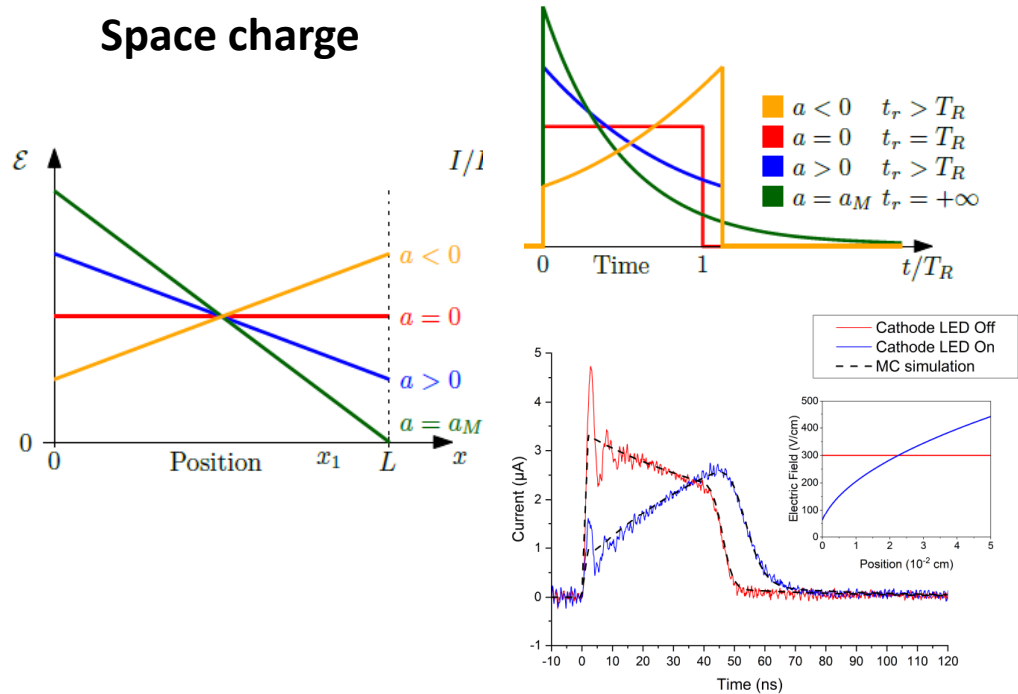 Space charge
ℰ
a < 0
a = 0
a > 0
a = a_M
0
0
Position
x_1
L
x
I/I
a < 0 t_r > T_R
a = 0 t_r = T_R
a > 0 t_r > T_R
a = a_M t_r = +∞
0
Time
1
t/T_R
Cathode LED Off
Cathode LED On
MC simulation
5
4
3
2
1
0
-1
Current (µA)
-10 0 10 20 30 40 50 60 70 80 90 100 110 120
Time (ns)
500
400
300
200
100
0
Electric Field (V/cm)
0 1 2 3 4 5
Position (10^-2 cm)